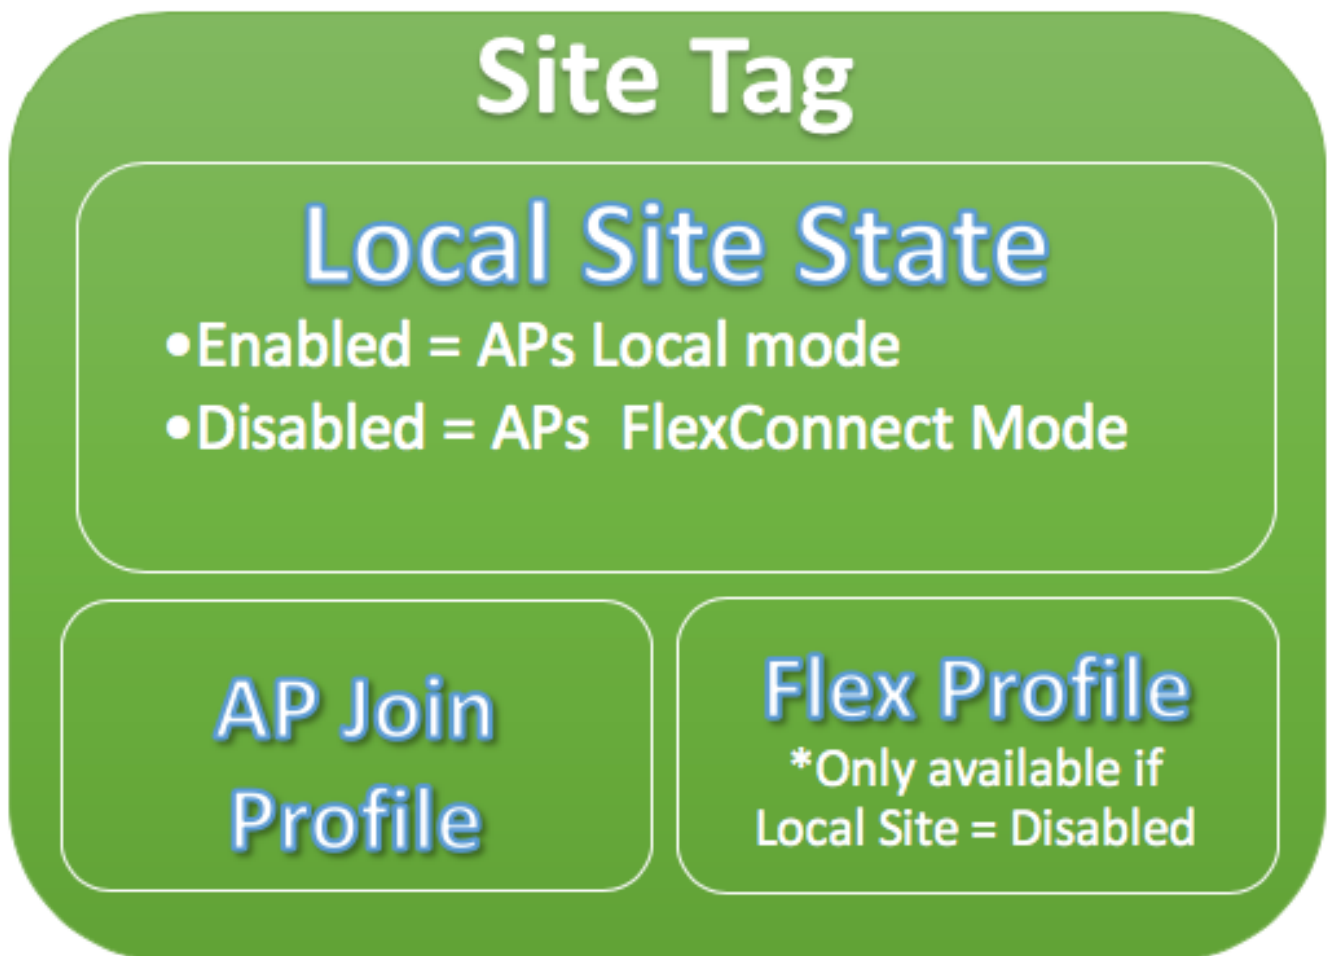 Site Tag
Local Site State
•Enabled = APs Local mode
•Disabled = APs  FlexConnect Mode
AP Join
Profile
Flex Profile
*Only available if
Local Site = Disabled